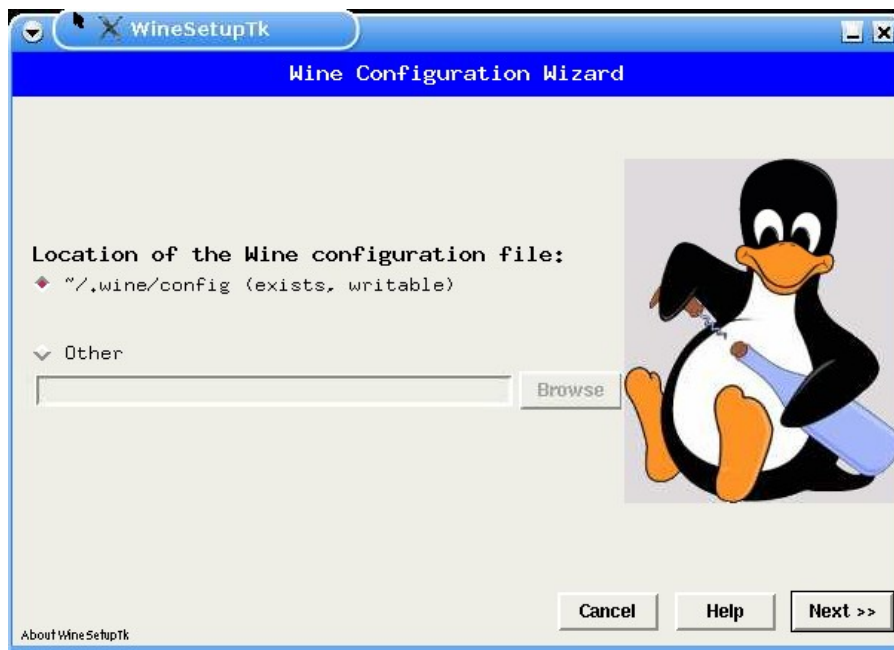 WineSetupTk
Wine Configuration Wizard
Location of the Wine configuration file:
~/.wine/config (exists, writable)
Other
Browse
Cancel Help Next >>
About WineSetupTk